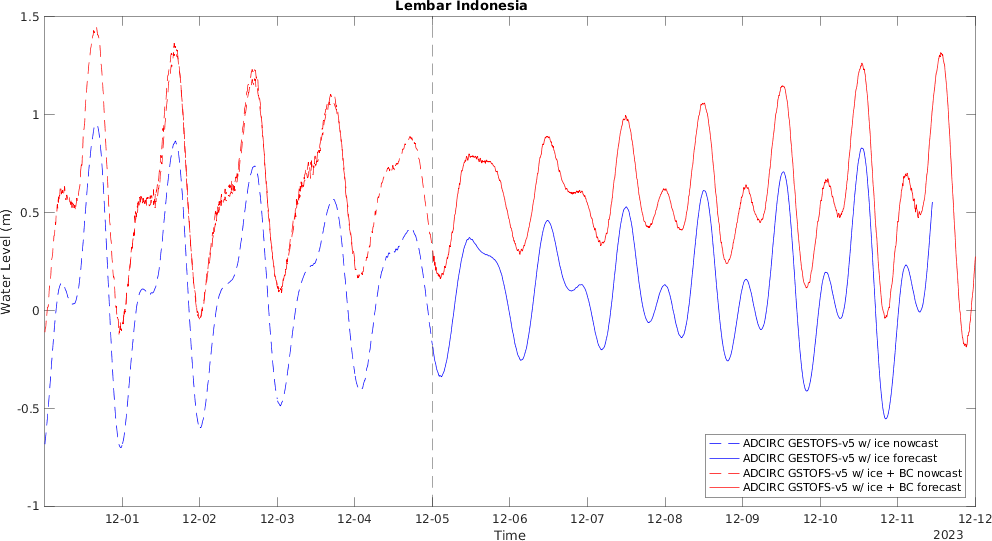 Lembar Indonesia
1.5
1
0.5
0
-0.5
-1
Water Level (m)
12-01 12-02 12-03 12-04 12-05 12-06 12-07 12-08 12-09 12-10 12-11 12-12
Time
2023
ADCIRC GESTOFS-v5 w/ ice nowcast
ADCIRC GESTOFS-v5 w/ ice forecast
ADCIRC GSTOFS-v5 w/ ice + BC nowcast
ADCIRC GSTOFS-v5 w/ ice + BC forecast